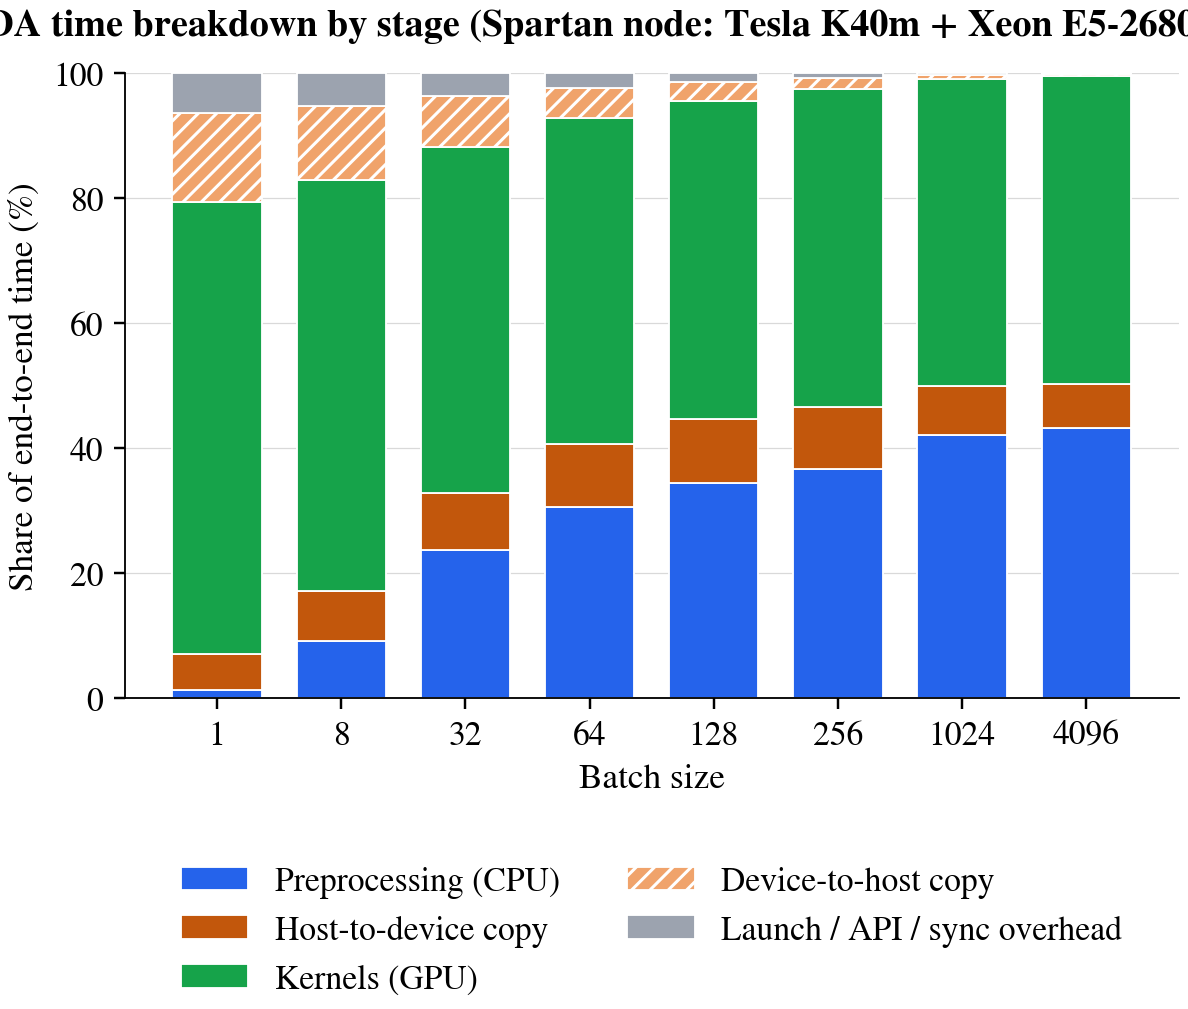 DA time breakdown by stage (Spartan node: Tesla K40m + Xeon E5-2680
100
80
60
40
20
0
Share of end-to-end time (%)
1 8 32 64 128 256 1024 4096
Batch size
Preprocessing (CPU)
Host-to-device copy
Kernels (GPU)
Device-to-host copy
Launch / API / sync overhead